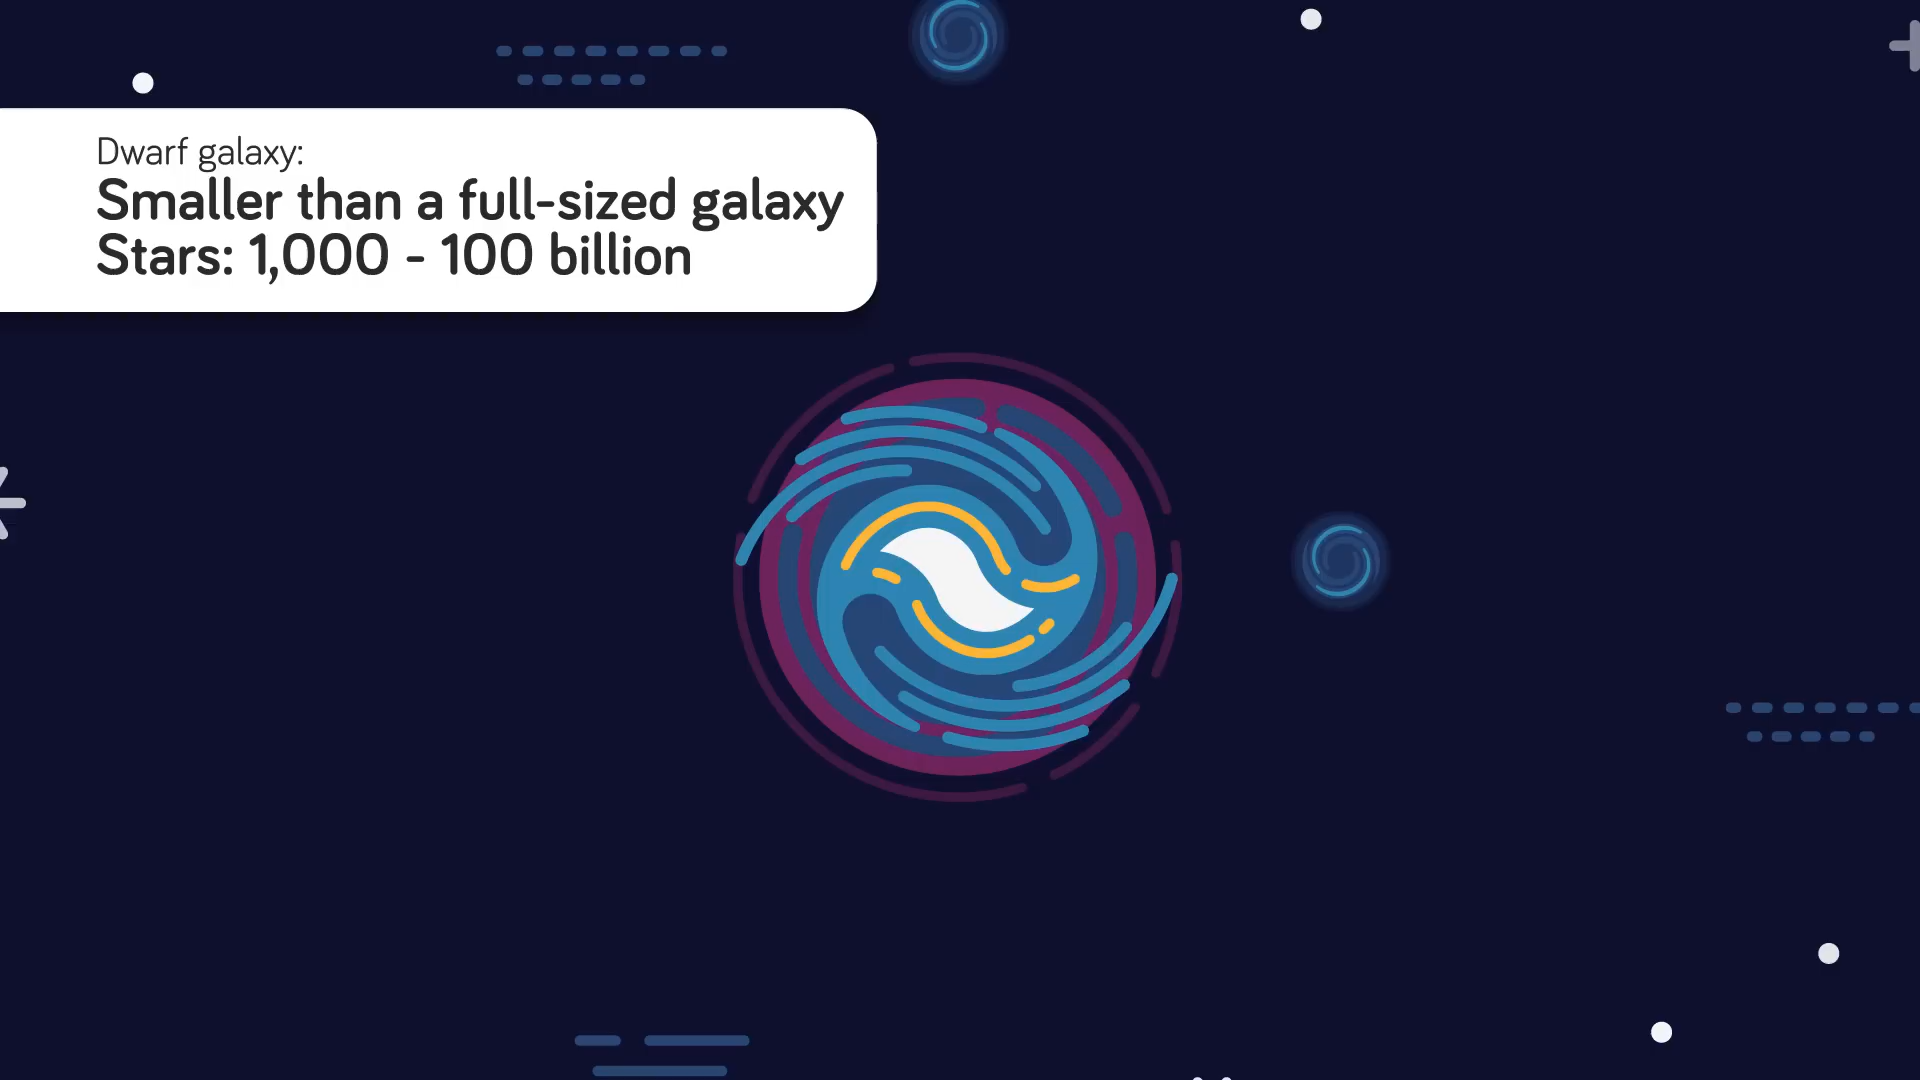 Dwarf galaxy:
Smaller than a full-sized galaxy
Stars: 1,000 - 100 billion